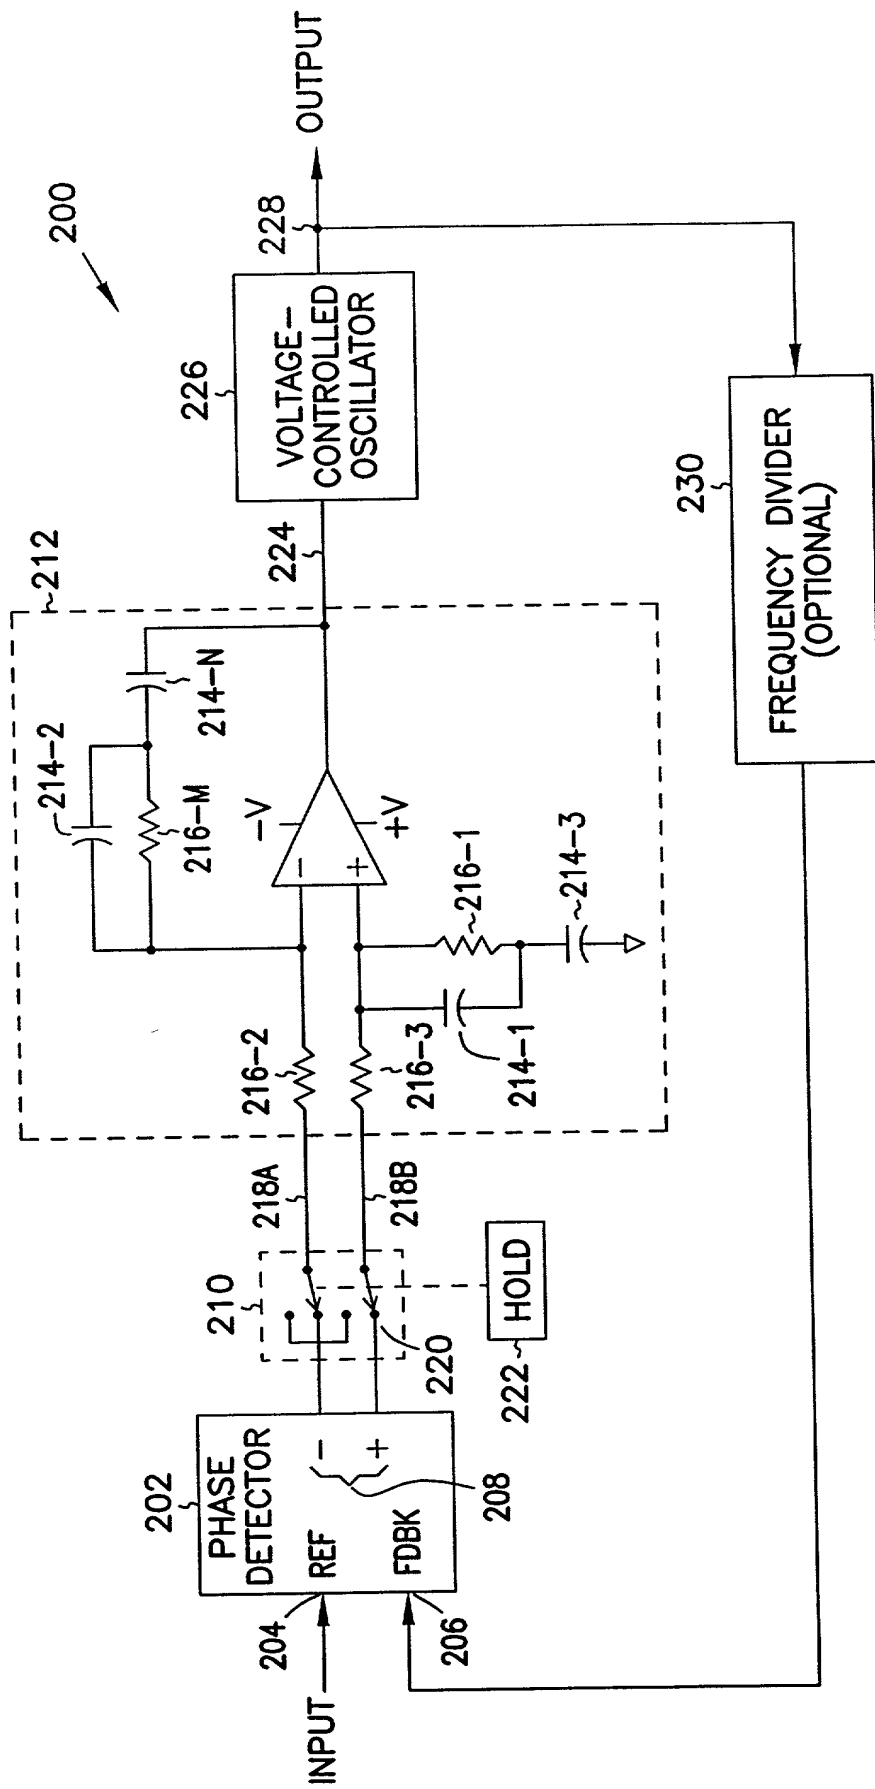 200
INPUT
204
206
202
PHASE
DETECTOR
REF
FDBK
−
+
208
210
220
222
HOLD
218A
218B
212
216-2
216-3
214-1
214-2
216-M
214-N
−V
−
+
+V
216-1
214-3
224
226
VOLTAGE−
CONTROLLED
OSCILLATOR
228
OUTPUT
230
FREQUENCY DIVIDER
(OPTIONAL)